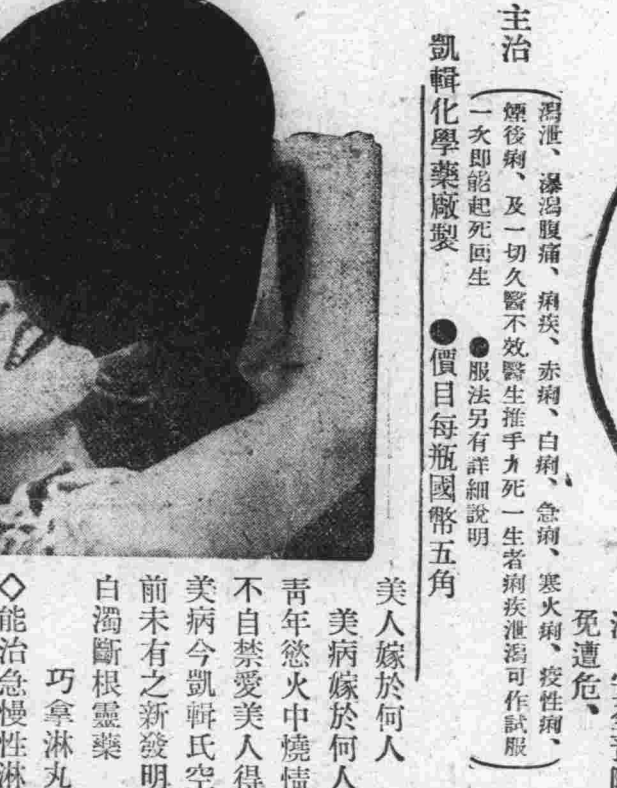 免遭危、
主治
瀉泄、瀑瀉腹痛、痢疾、赤痢、白痢、急痢、寒火痢、疫性痢、
煙後痢、及一切久醫不效醫生推手九死一生者痢疾泄瀉可作試服
一次即能起死回生 ●服法另有詳細說明
凱輯化學藥廠製 ●價目每瓶國幣五角
美人嫁於何人
美病嫁於何人
靑年慾火中燒情
不自禁愛美人得
美病今凱輯氏空
前未有之新發明
白濁斷根靈藥
巧拿淋丸
◇能治急慢性淋